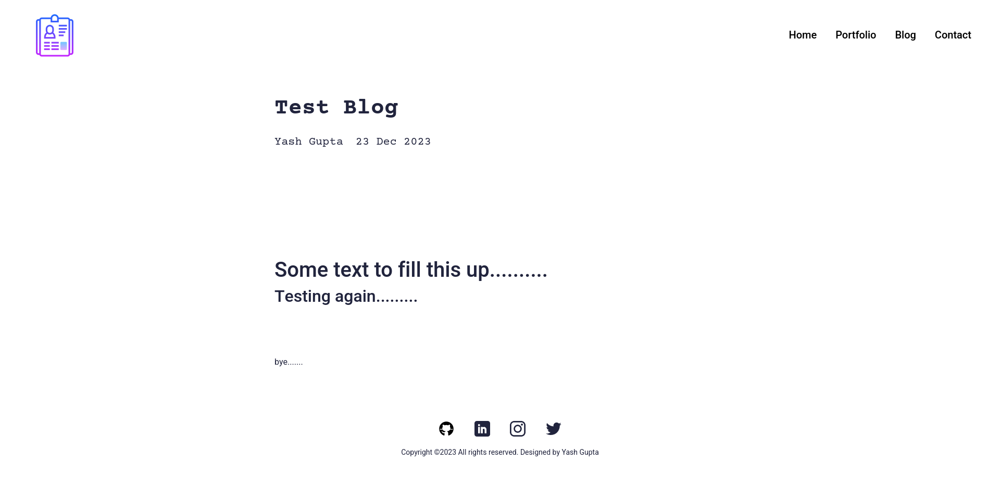 Home Portfolio Blog Contact
Test Blog
Yash Gupta 23 Dec 2023
Some text to fill this up..........
Testing again.........
bye.......
in
Copyright ©2023 All rights reserved. Designed by Yash Gupta